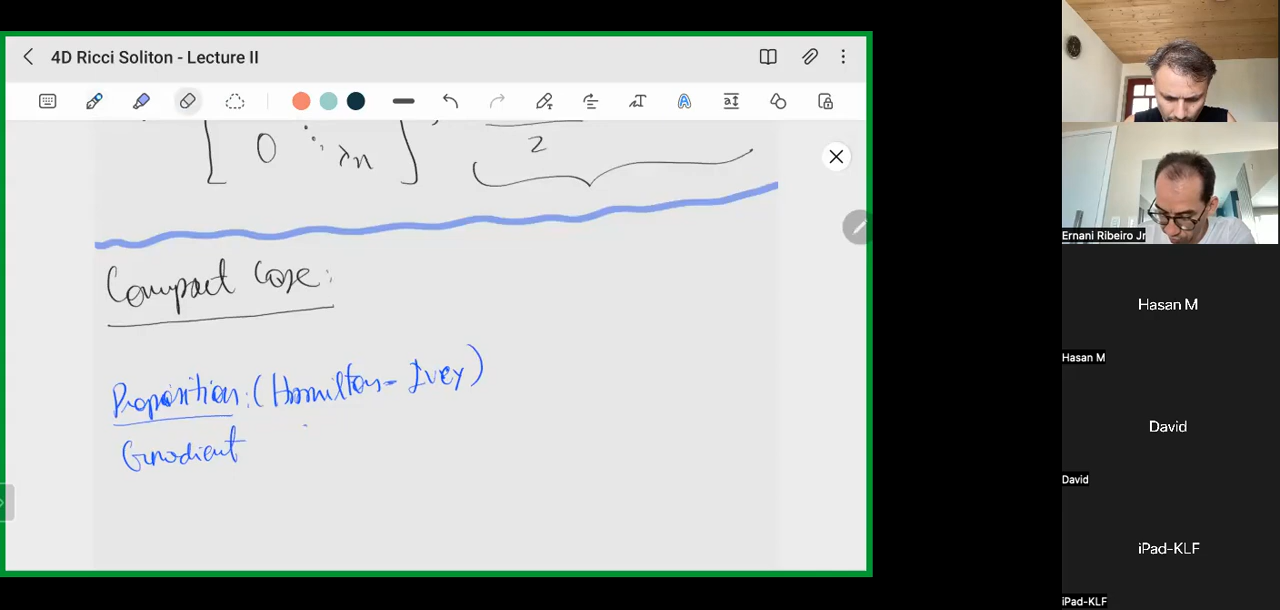 4D Ricci Soliton - Lecture II
[ 0 ⋱ λn ] , 2
Compact Case:
Proposition: (Hamilton - Ivey)
Gradient
Ernani Ribeiro Jr
Hasan M
Hasan M
David
David
iPad-KLF
iPad-KLF